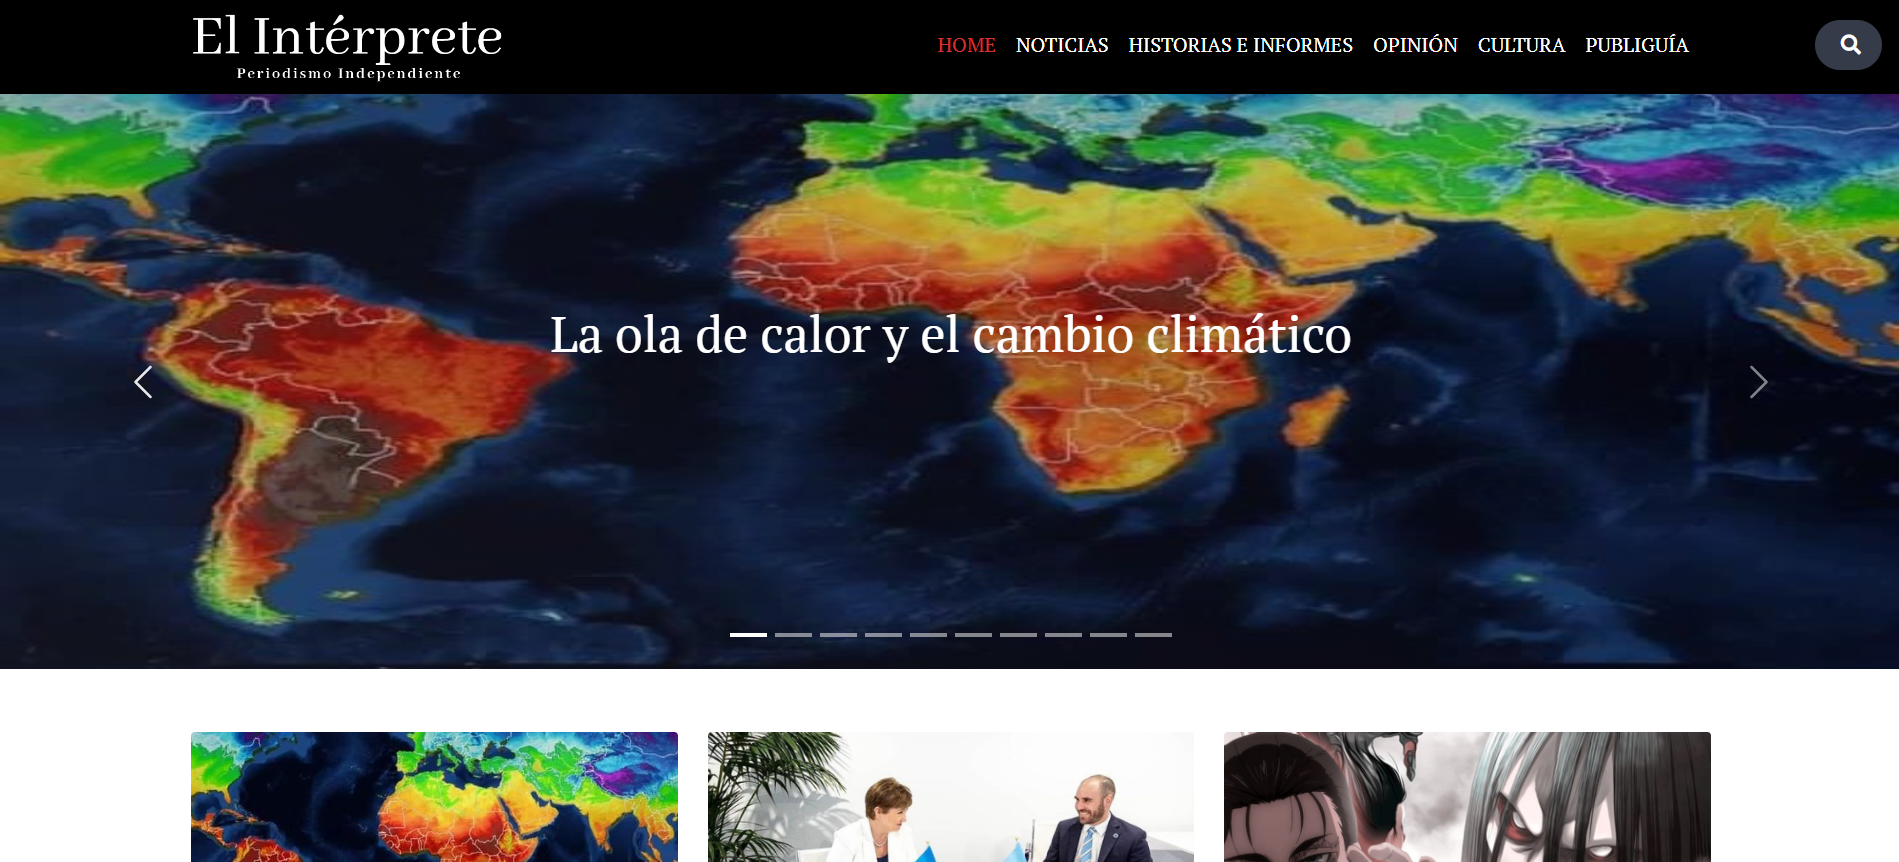 El Intérprete
Periodismo Independiente
HOME NOTICIAS HISTORIAS E INFORMES OPINIÓN CULTURA PUBLIGUÍA
La ola de calor y el cambio climático